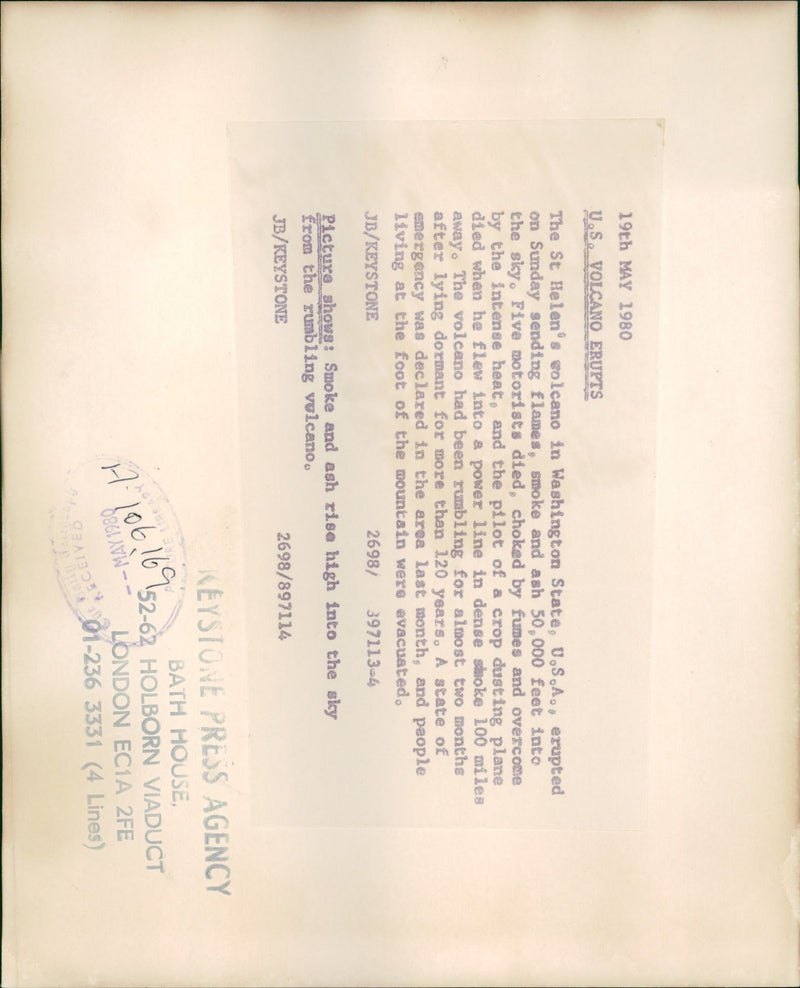 19th MAY 1980
U.S. VOLCANO ERUPTS
The St Helen's volcano in Washington State, U.S.A., erupted
on Sunday sending flames, smoke and ash 50,000 feet into
the sky. Five motorists died, choked by fumes and overcome
by the intense heat, and the pilot of a crop dusting plane
died when he flew into a power line in dense smoke 100 miles
away. The volcano had been rumbling for almost two months
after lying dormant for more than 120 years. A state of
emergency was declared in the area last month, and people
living at the foot of the mountain were evacuated.
JB/KEYSTONE 2698/ 397113-4
Picture shows: Smoke and ash rise high into the sky
from the rumbling volcano.
JB/KEYSTONE 2698/897114
KEYSTONE PRESS AGENCY
BATH HOUSE,
52-62 HOLBORN VIADUCT
LONDON EC1A 2FE
01-236 3331 (4 Lines)
MAY 1980
RECEIVED